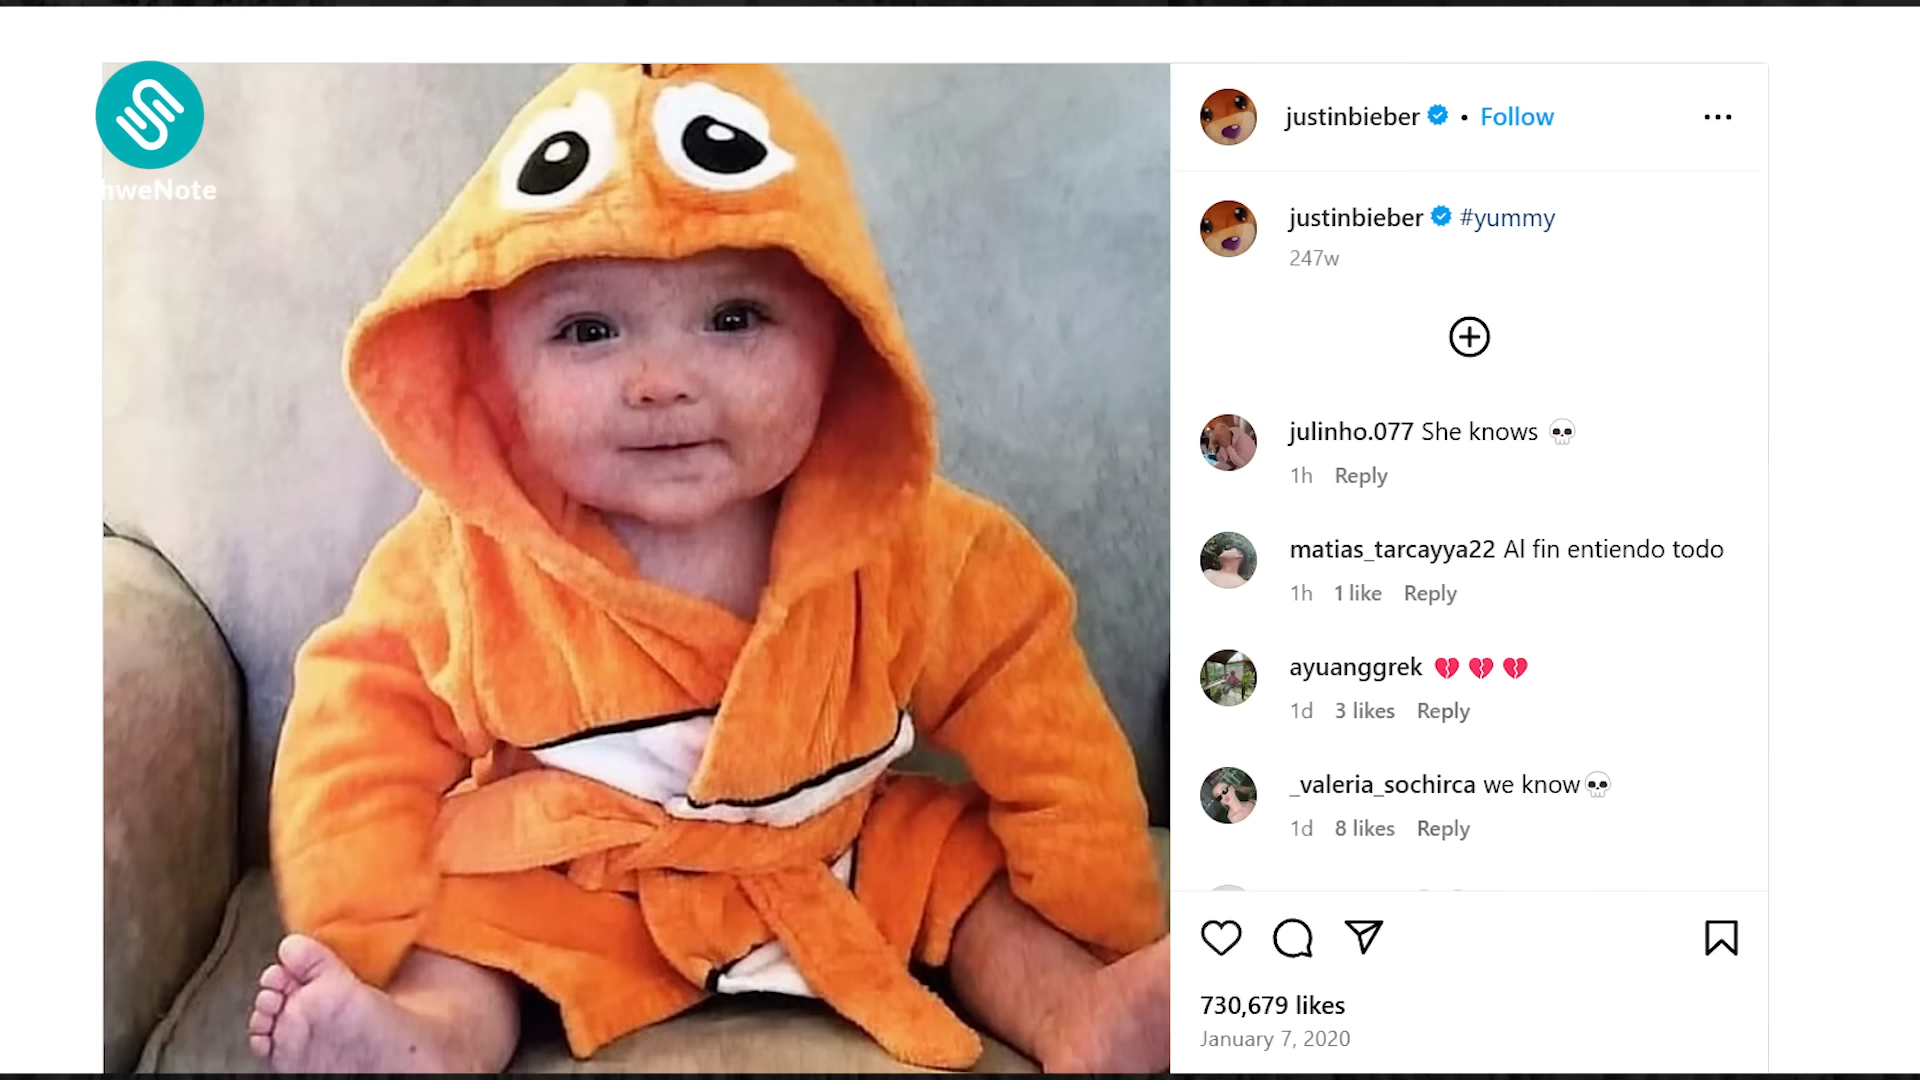 hweNote
justinbieber • Follow
justinbieber #yummy
247w
julinho.077 She knows 💀
1h Reply
matias_tarcayya22 Al fin entiendo todo
1h 1 like Reply
ayuanggrek 💔 💔 💔
1d 3 likes Reply
_valeria_sochirca we know💀
1d 8 likes Reply
730,679 likes
January 7, 2020